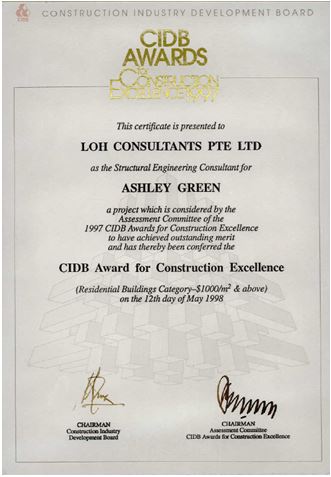 CIDB
CONSTRUCTION INDUSTRY DEVELOPMENT BOARD
CIDB
AWARDS
for
CONSTRUCTION
EXCELLENCE 1997
This certificate is presented to
LOH CONSULTANTS PTE LTD
as the Structural Engineering Consultant for
ASHLEY GREEN
a project which is considered by the
Assessment Committee of the
1997 CIDB Awards for Construction Excellence
to have achieved outstanding merit
and has thereby been conferred the
CIDB Award for Construction Excellence
(Residential Buildings Category–$1000/m² & above)
on the 12th day of May 1998
CHAIRMAN
Construction Industry
Development Board
CHAIRMAN
Assessment Committee
CIDB Awards for Construction Excellence